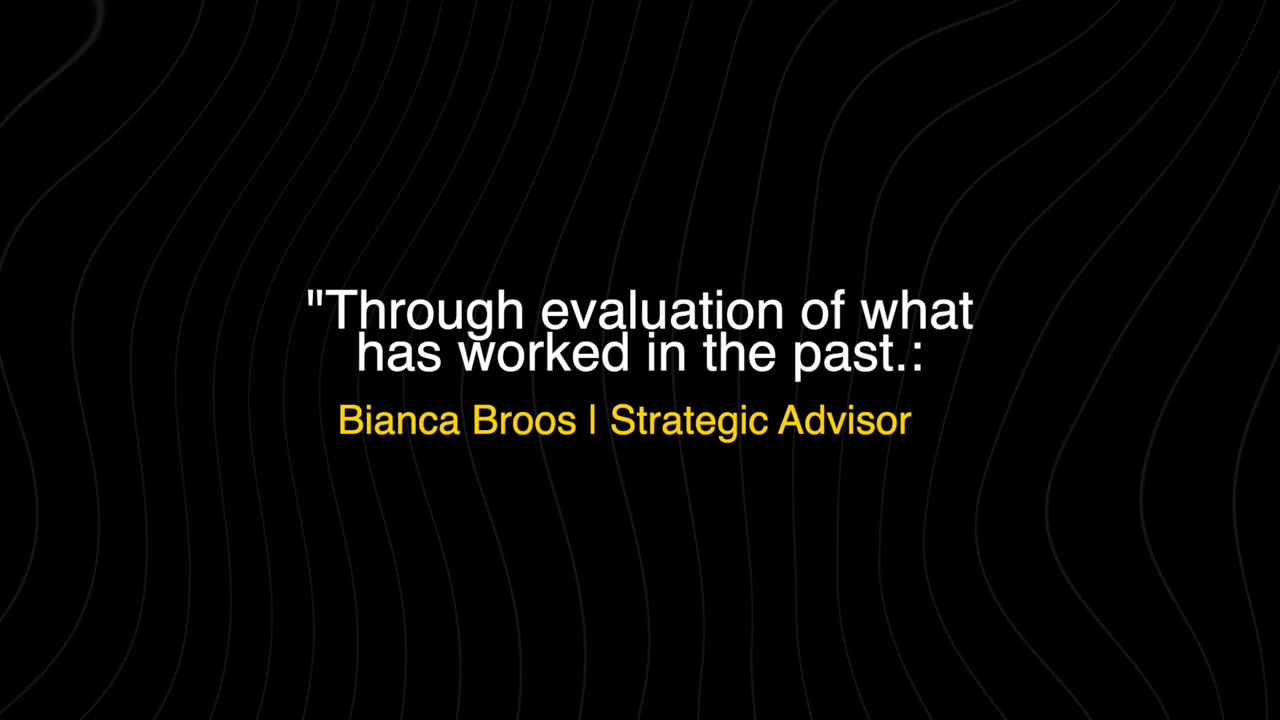 "Through evaluation of what
has worked in the past.:
Bianca Broos | Strategic Advisor